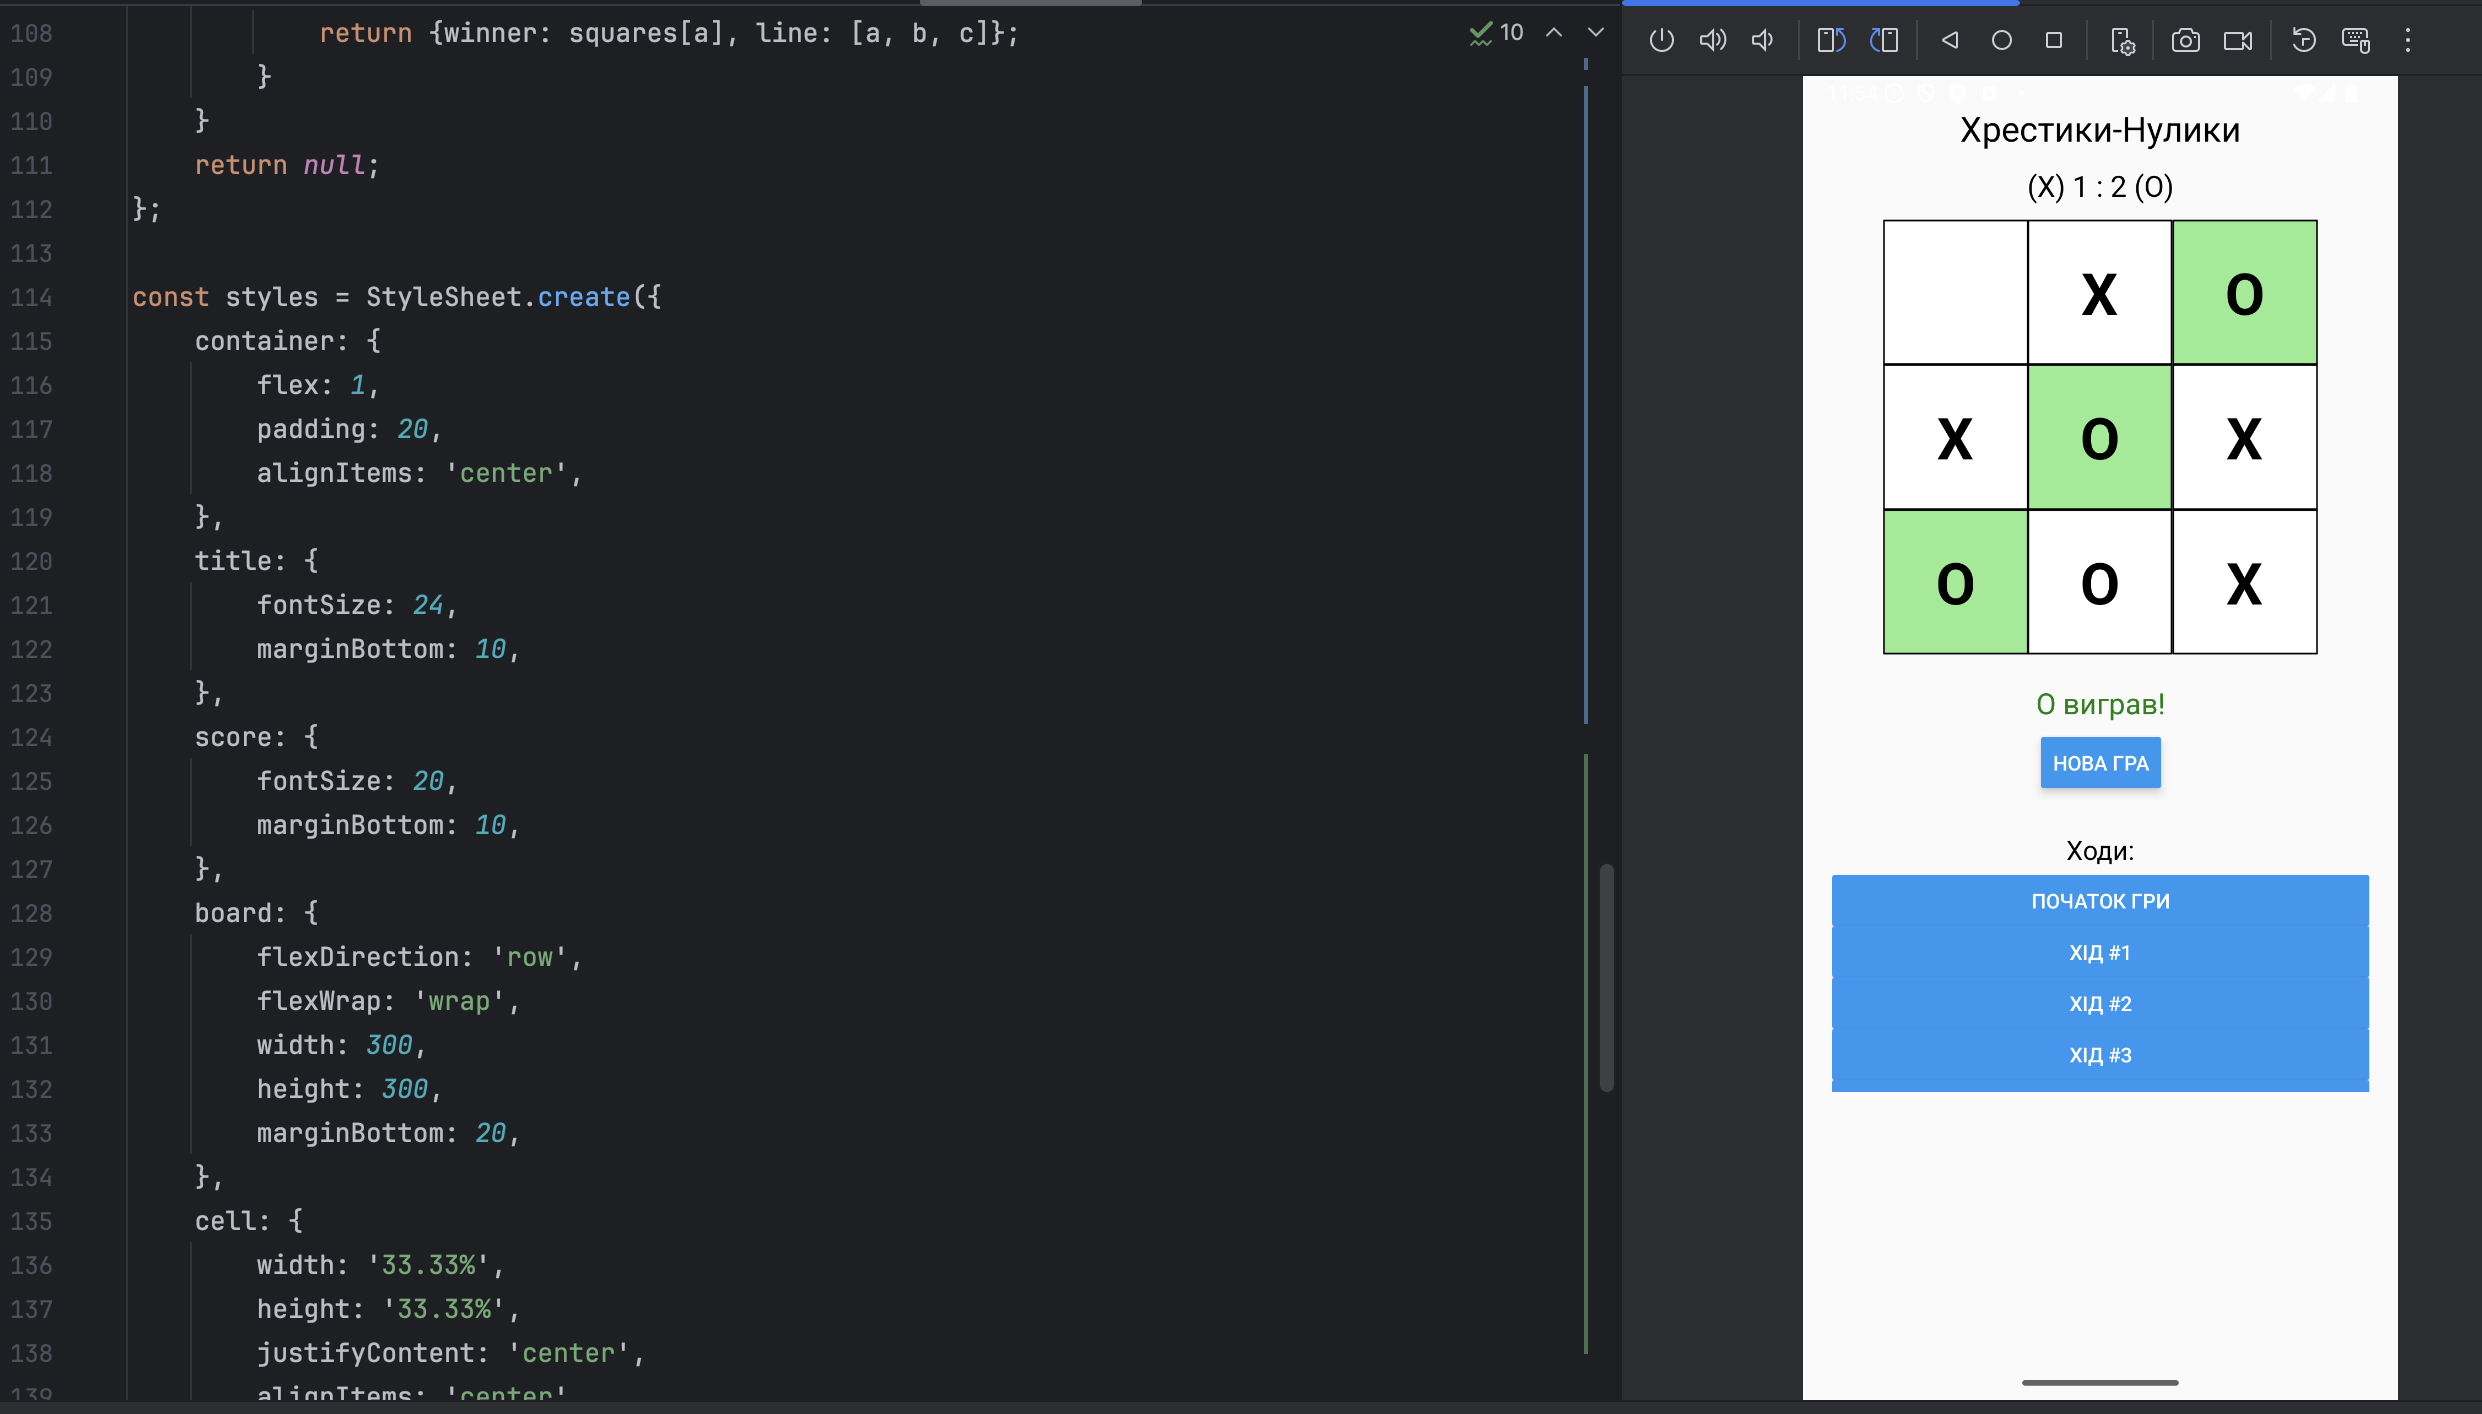 108 return {winner: squares[a], line: [a, b, c]};
109 }
110 }
111 return null;
112 };
113
114 const styles = StyleSheet.create({
115 container: {
116 flex: 1,
117 padding: 20,
118 alignItems: 'center',
119 },
120 title: {
121 fontSize: 24,
122 marginBottom: 10,
123 },
124 score: {
125 fontSize: 20,
126 marginBottom: 10,
127 },
128 board: {
129 flexDirection: 'row',
130 flexWrap: 'wrap',
131 width: 300,
132 height: 300,
133 marginBottom: 20,
134 },
135 cell: {
136 width: '33.33%',
137 height: '33.33%',
138 justifyContent: 'center',
139 alignItems: 'center'
10
11:54
Хрестики-Нулики
(X) 1 : 2 (O)
X O
X O X
O O X
O виграв!
НОВА ГРА
Ходи:
ПОЧАТОК ГРИ
ХІД #1
ХІД #2
ХІД #3